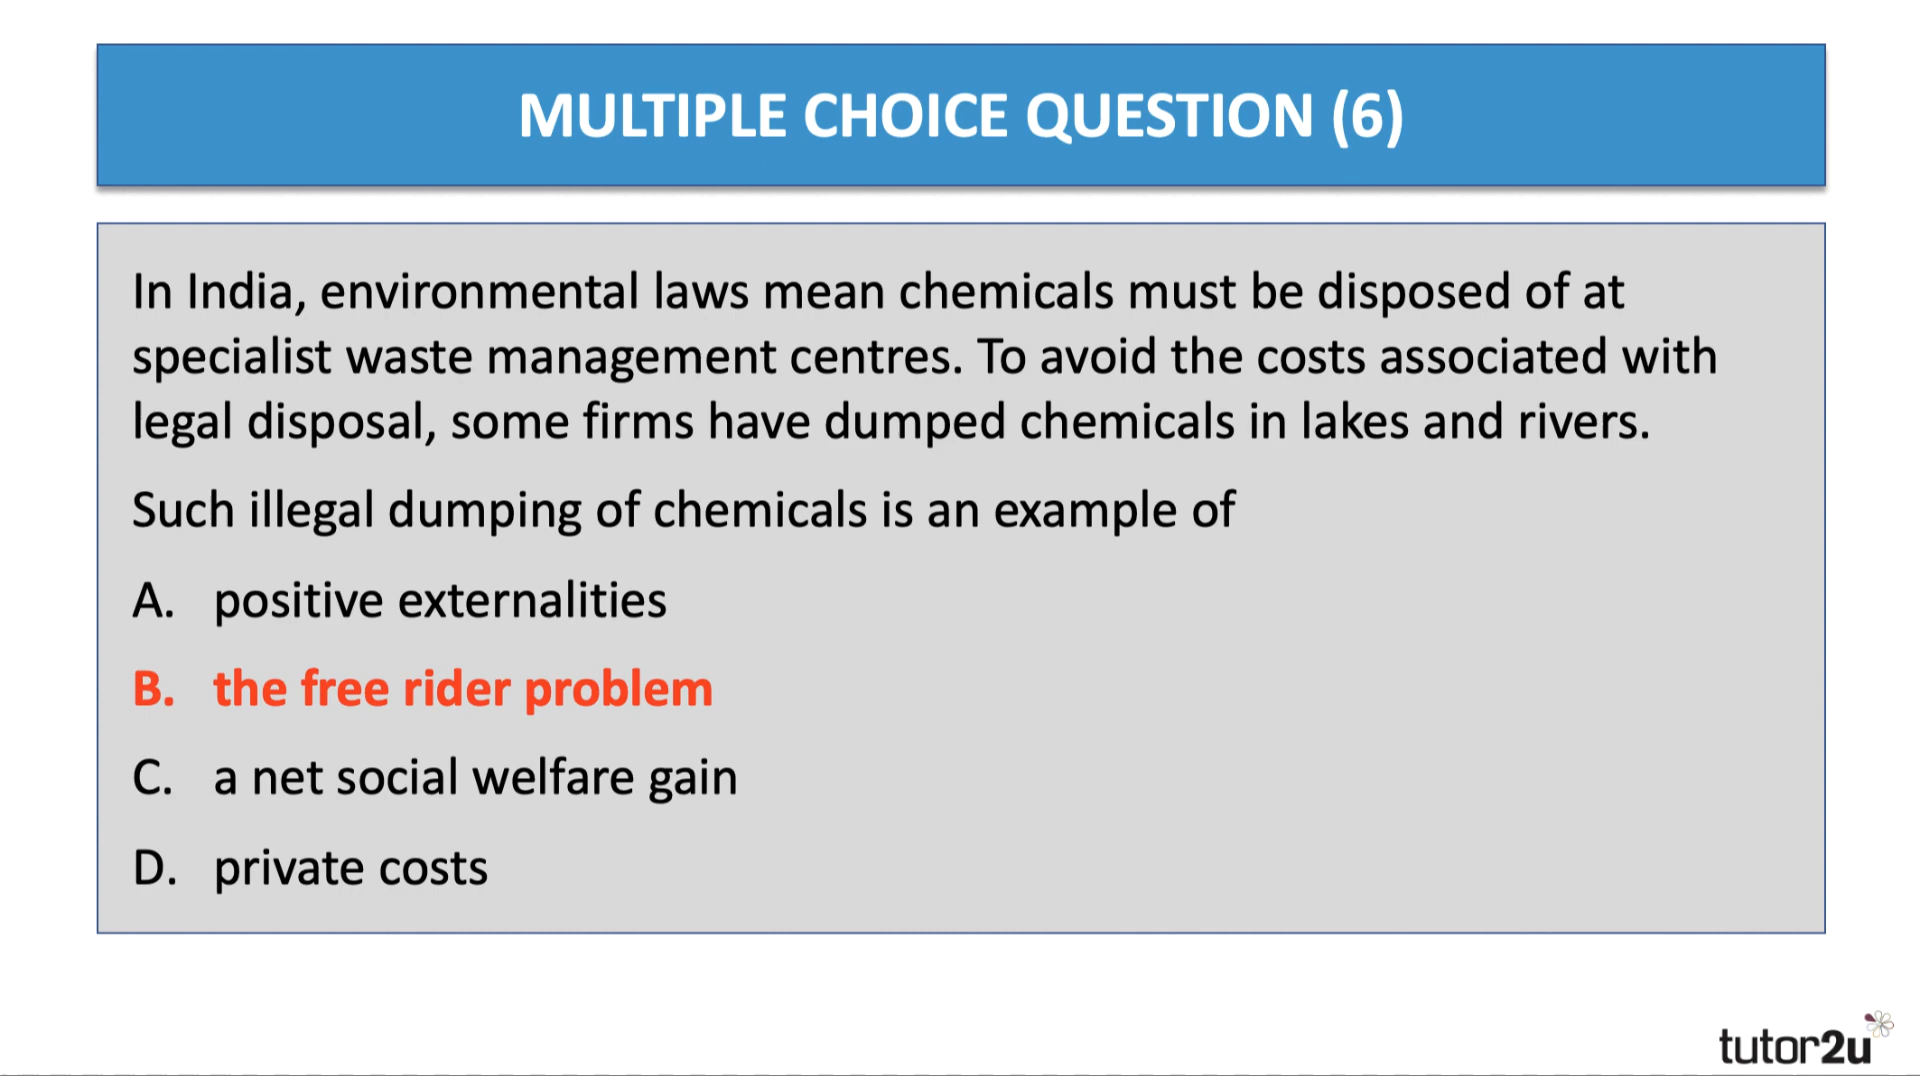 MULTIPLE CHOICE QUESTION (6)
In India, environmental laws mean chemicals must be disposed of at
specialist waste management centres. To avoid the costs associated with
legal disposal, some firms have dumped chemicals in lakes and rivers.
Such illegal dumping of chemicals is an example of
A. positive externalities
B. the free rider problem
C. a net social welfare gain
D. private costs
tutor2u